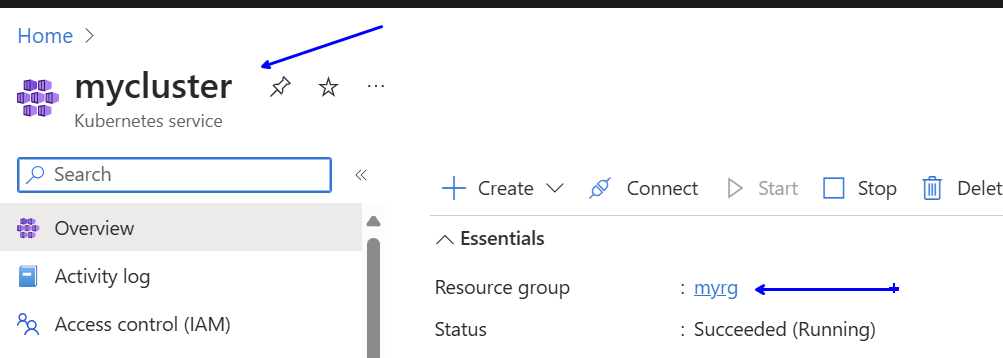 Home >
mycluster
Kubernetes service
Search
«
Create
Connect
Start
Stop
Delet
Overview
Essentials
Activity log
Resource group : myrg
Access control (IAM)
Status : Succeeded (Running)